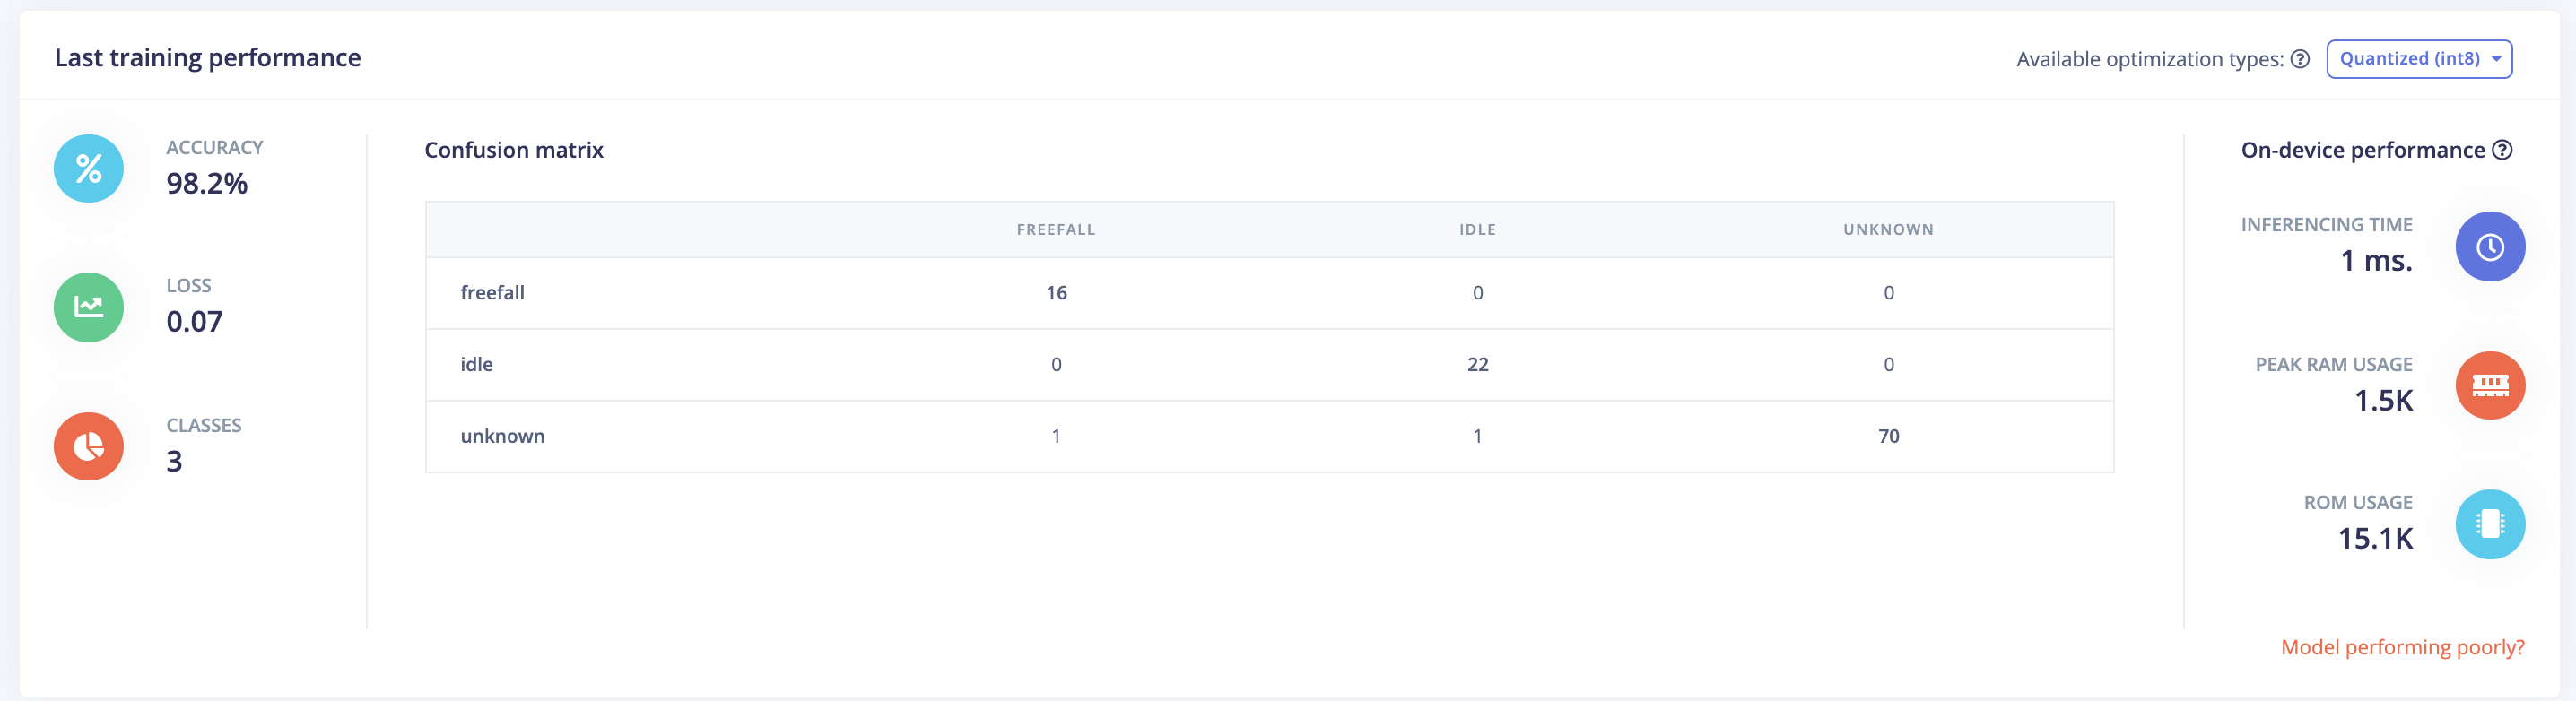 Last training performance
Available optimization types: ? Quantized (int8)
ACCURACY
98.2%
LOSS
0.07
CLASSES
3
Confusion matrix
FREEFALL IDLE UNKNOWN
freefall 16 0 0
idle 0 22 0
unknown 1 1 70
On-device performance ?
INFERENCING TIME
1 ms.
PEAK RAM USAGE
1.5K
ROM USAGE
15.1K
Model performing poorly?